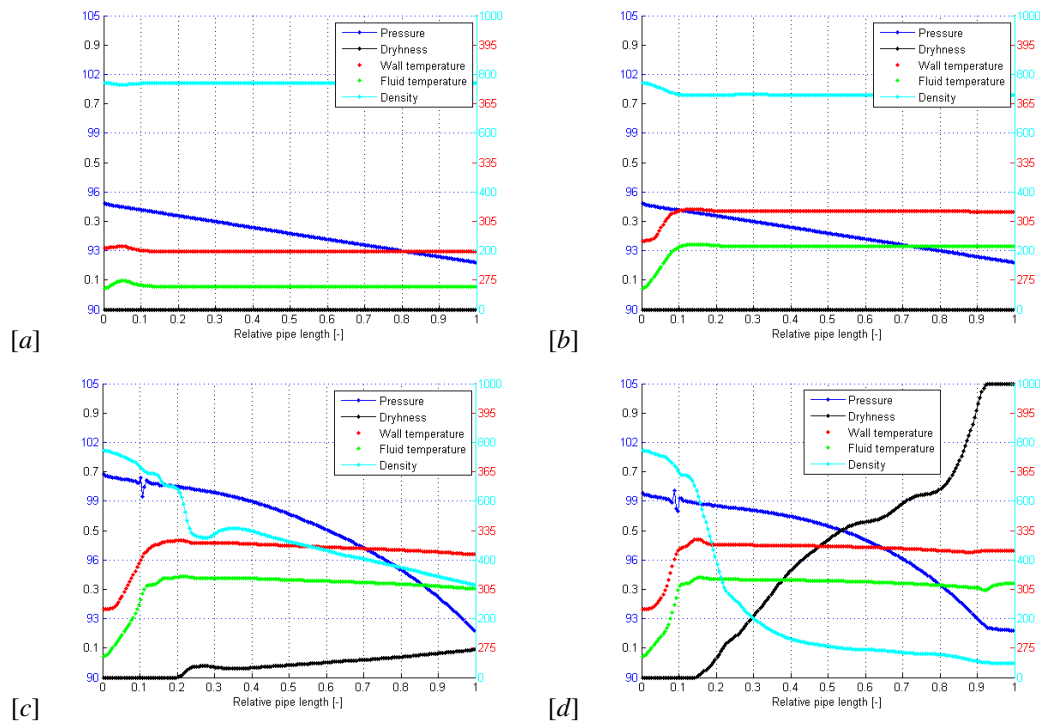 105 1000
Pressure
0.9 Dryhness 395
Wall temperature
102 Fluid temperature 800
0.7 Density 365
99 600
0.5 335
96 400
0.3 305
93 200
0.1 275
90 0
0 0.1 0.2 0.3 0.4 0.5 0.6 0.7 0.8 0.9 1
Relative pipe length [-]
[a]
105 1000
Pressure
0.9 Dryhness 395
Wall temperature
102 Fluid temperature 800
0.7 Density 365
99 600
0.5 335
96 400
0.3 305
93 200
0.1 275
90 0
0 0.1 0.2 0.3 0.4 0.5 0.6 0.7 0.8 0.9 1
Relative pipe length [-]
[b]
105 1000
Pressure
0.9 Dryhness 395
Wall temperature
102 Fluid temperature 800
0.7 Density 365
99 600
0.5 335
96 400
0.3 305
93 200
0.1 275
90 0
0 0.1 0.2 0.3 0.4 0.5 0.6 0.7 0.8 0.9 1
Relative pipe length [-]
[c]
105 1000
Pressure
0.9 Dryhness 395
Wall temperature
102 Fluid temperature 800
0.7 Density 365
99 600
0.5 335
96 400
0.3 305
93 200
0.1 275
90 0
0 0.1 0.2 0.3 0.4 0.5 0.6 0.7 0.8 0.9 1
Relative pipe length [-]
[d]